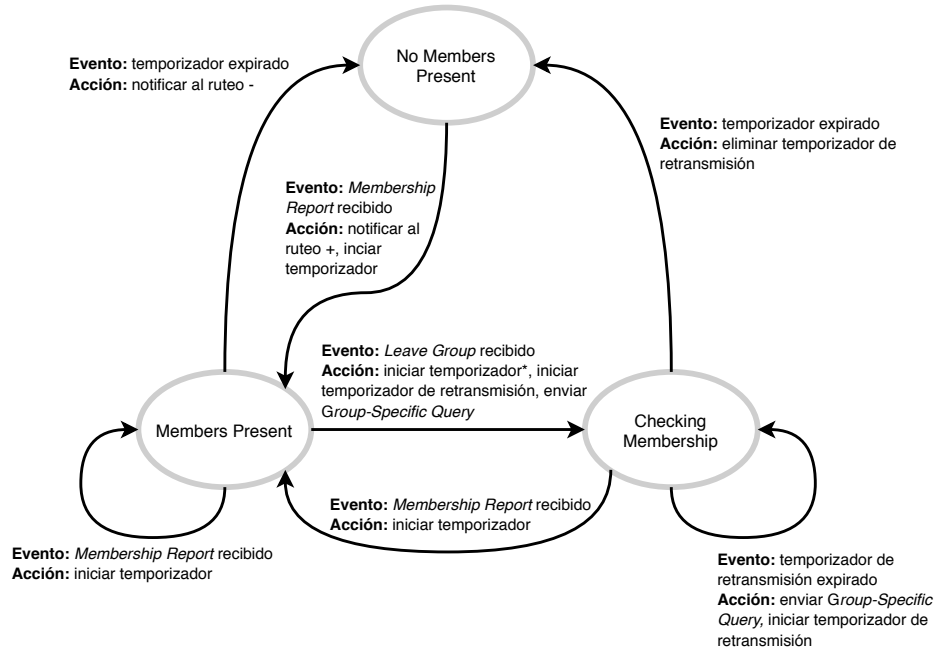 No Members
Present
Evento: temporizador expirado
Acción: notificar al ruteo -
Evento: temporizador expirado
Acción: eliminar temporizador de
retransmisión
Evento: Membership
Report recibido
Acción: notificar al
ruteo +, inciar
temporizador
Evento: Leave Group recibido
Acción: iniciar temporizador*, iniciar
temporizador de retransmisión, enviar
Group-Specific Query
Members Present
Checking
Membership
Evento: Membership Report recibido
Acción: iniciar temporizador
Evento: Membership Report recibido
Acción: iniciar temporizador
Evento: temporizador de
retransmisión expirado
Acción: enviar Group-Specific
Query, iniciar temporizador de
retransmisión